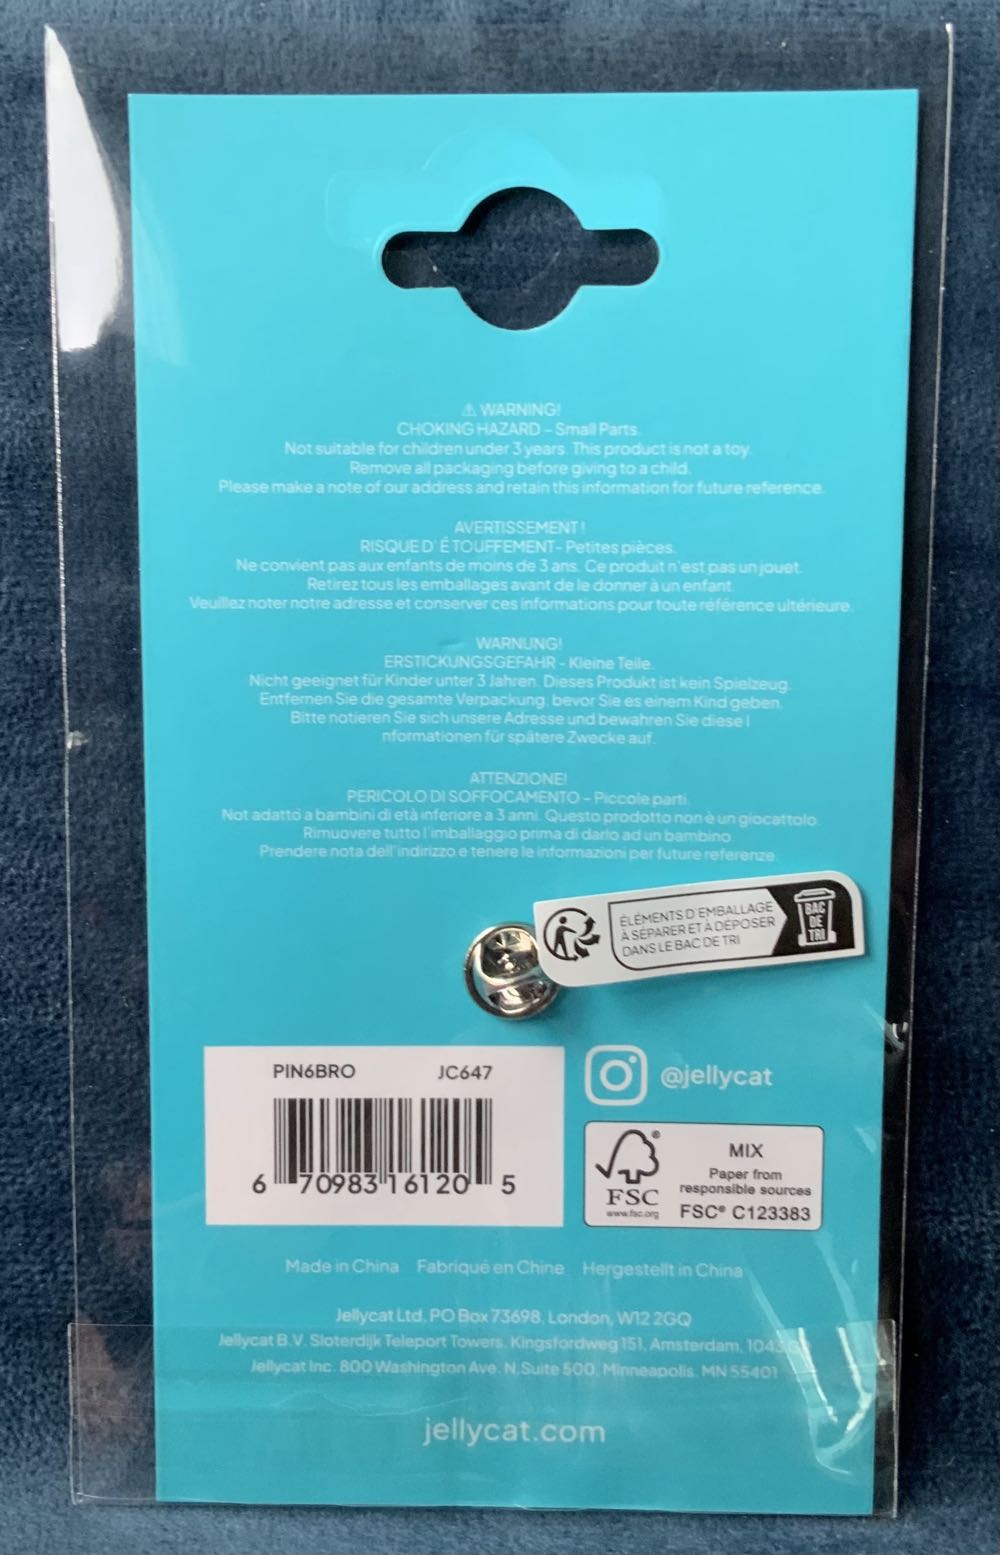 ⚠ WARNING!
CHOKING HAZARD – Small Parts.
Not suitable for children under 3 years. This product is not a toy.
Remove all packaging before giving to a child.
Please make a note of our address and retain this information for future reference.
AVERTISSEMENT !
RISQUE D' É TOUFFEMENT- Petites pièces.
Ne convient pas aux enfants de moins de 3 ans. Ce produit n'est pas un jouet.
Retirez tous les emballages avant de le donner à un enfant.
Veuillez noter notre adresse et conserver ces informations pour toute référence ultérieure.
WARNUNG!
ERSTICKUNGSGEFAHR - Kleine Teile.
Nicht geeignet für Kinder unter 3 Jahren. Dieses Produkt ist kein Spielzeug.
Entfernen Sie die gesamte Verpackung, bevor Sie es einem Kind geben.
Bitte notieren Sie sich unsere Adresse und bewahren Sie diese I
nformationen für spätere Zwecke auf.
ATTENZIONE!
PERICOLO DI SOFFOCAMENTO – Piccole parti.
Not adatto a bambini di età inferiore a 3 anni. Questo prodotto non è un giocattolo.
Rimuovere tutto l'imballaggio prima di darlo ad un bambino.
Prendere nota dell'indirizzo e tenere le informazioni per future referenze.
ÉLÉMENTS D'EMBALLAGE
À SÉPARER ET À DÉPOSER
DANS LE BAC DE TRI
BAC
DE
TRI
PIN6BRO JC647
6 70983 16120 5
@jellycat
FSC®
www.fsc.org
MIX
Paper from
responsible sources
FSC® C123383
Made in China Fabriqué en Chine Hergestellt in China
Jellycat Ltd, PO Box 73698, London, W12 2GQ
Jellycat B.V. Sloterdijk Teleport Towers, Kingsfordweg 151, Amsterdam,
Jellycat Inc. 800 Washington Ave. N, Suite 500, Minneapolis, MN 55401
jellycat.com